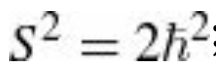 S² = 2ℏ²;